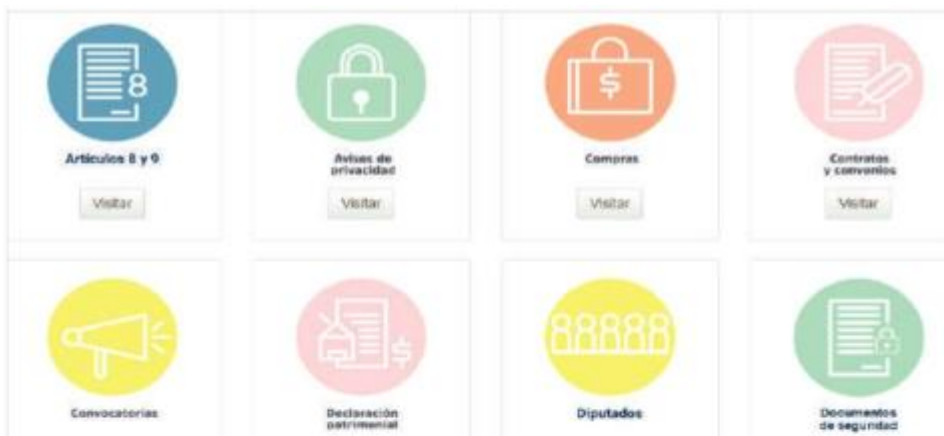 8
$
Artículos 8 y 9
Avisos de
privacidad
Compras
Contratos
y convenios
Visitar
Visitar
Visitar
Visitar
$
Convocatorias
Declaración
patrimonial
Diputados
Documentos
de seguridad